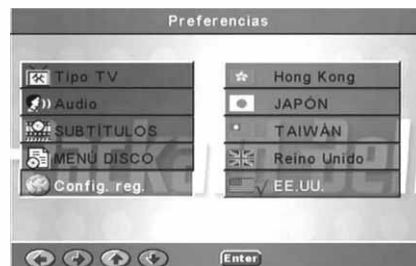 Preferencias
Tipo TV
Audio
SUBTÍTULOS
MENÚ DISCO
Config. reg.
Hong Kong
JAPÓN
TAIWÁN
Reino Unido
EE.UU.
Enter